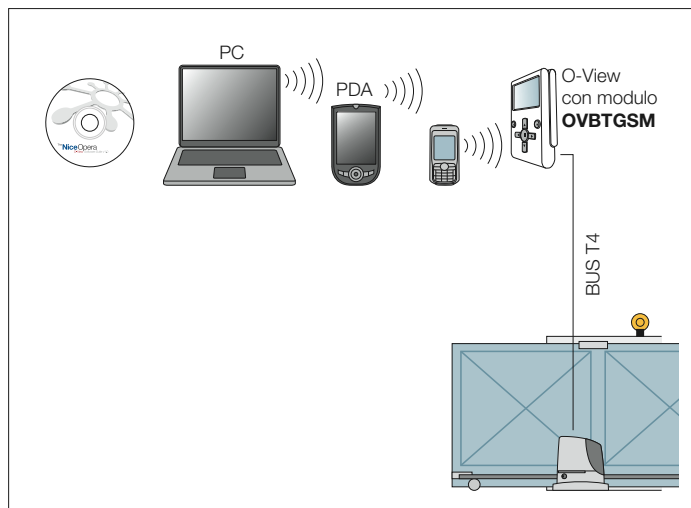 PC
PDA
O-View
con modulo
OVBTGSM
NiceOpera
BUS T4